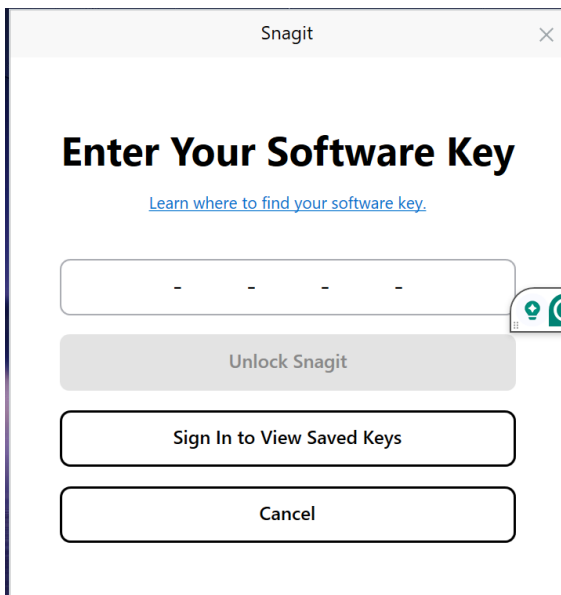 Snagit
Enter Your Software Key
Learn where to find your software key.
- - - -
Unlock Snagit
Sign In to View Saved Keys
Cancel